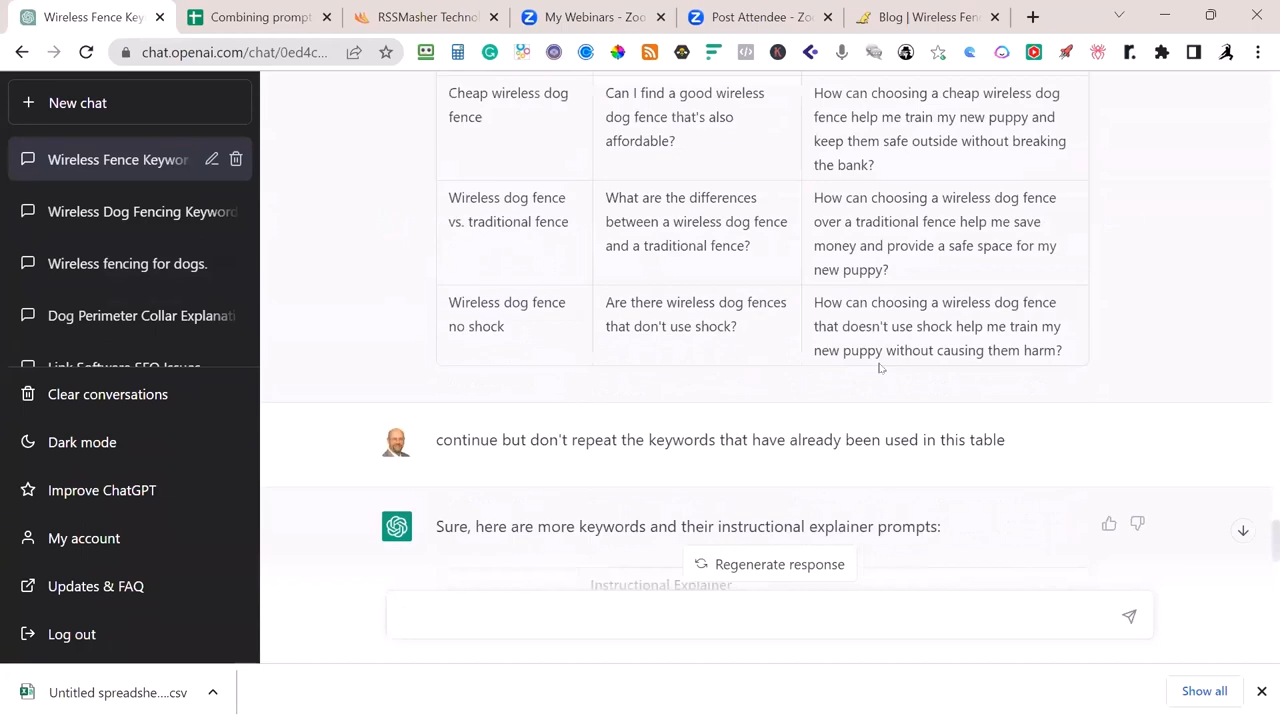 Wireless Fence Key
Combining prompt
RSSMasher Techno
My Webinars - Zoo
Post Attendee - Zo
Blog | Wireless Fen
chat.openai.com/chat/0ed4c...
New chat
Wireless Fence Keywor
Wireless Dog Fencing Keyword
Wireless fencing for dogs.
Dog Perimeter Collar Explanati
Link Software SEO Issues
Clear conversations
Dark mode
Improve ChatGPT
My account
Updates & FAQ
Log out
Cheap wireless dog
fence
Can I find a good wireless
dog fence that's also
affordable?
How can choosing a cheap wireless dog
fence help me train my new puppy and
keep them safe outside without breaking
the bank?
Wireless dog fence
vs. traditional fence
What are the differences
between a wireless dog fence
and a traditional fence?
How can choosing a wireless dog fence
over a traditional fence help me save
money and provide a safe space for my
new puppy?
Wireless dog fence
no shock
Are there wireless dog fences
that don't use shock?
How can choosing a wireless dog fence
that doesn't use shock help me train my
new puppy without causing them harm?
continue but don't repeat the keywords that have already been used in this table
Sure, here are more keywords and their instructional explainer prompts:
Regenerate response
Instructional Explainer
Untitled spreadshe....csv
Show all